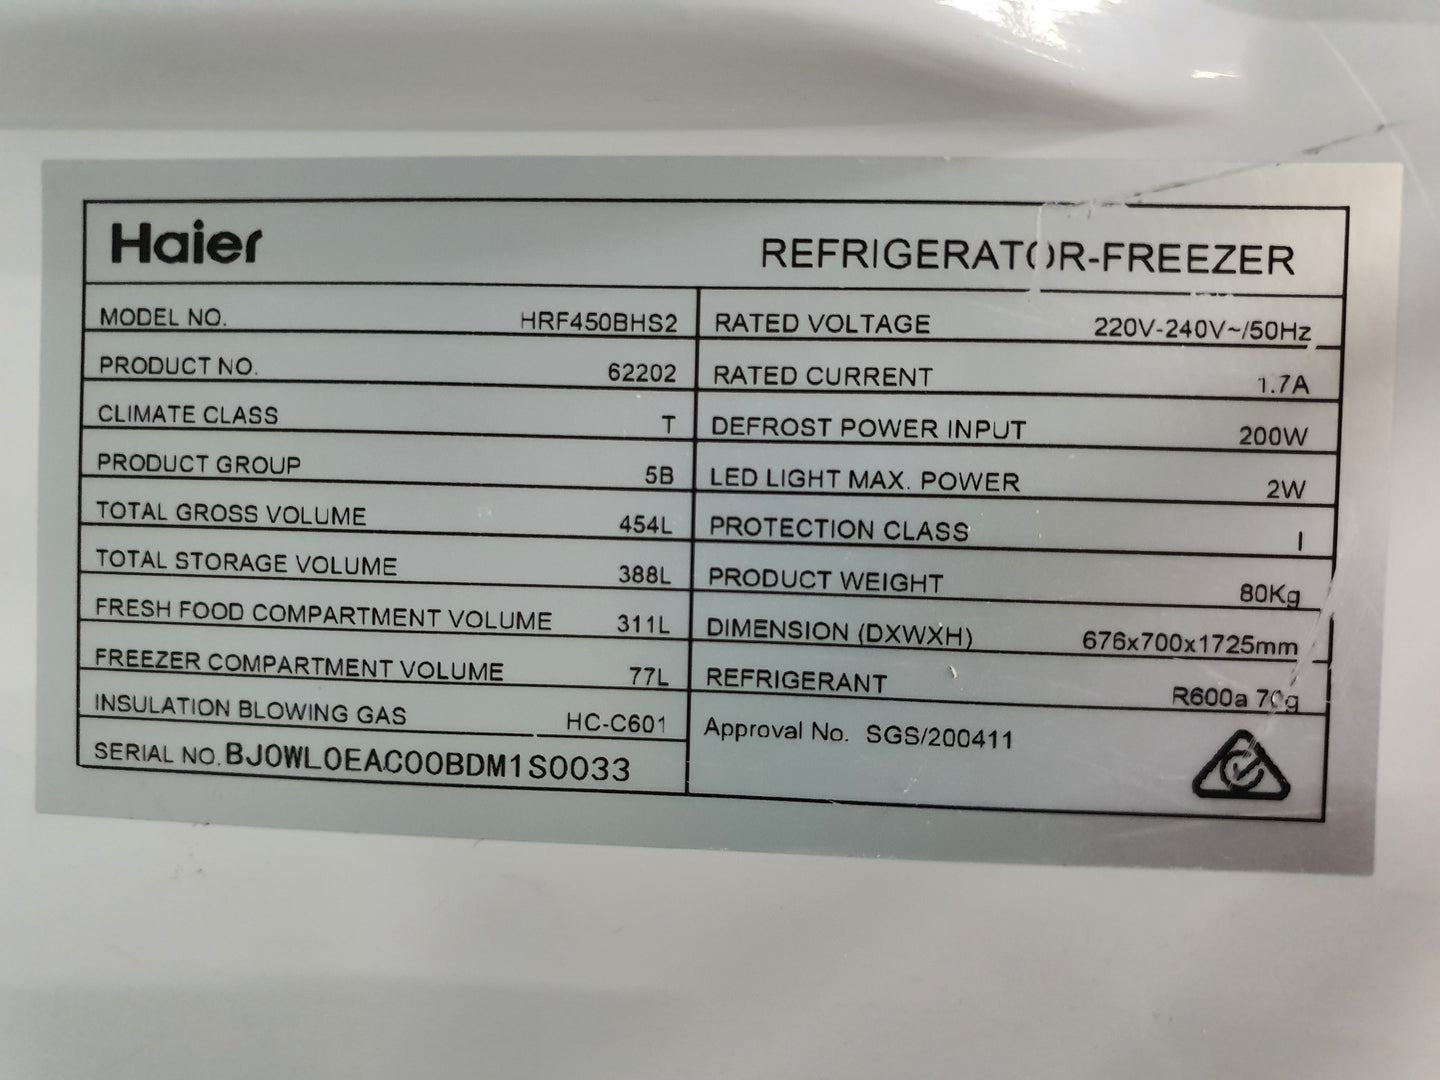 Haier
REFRIGERATOR-FREEZER
MODEL NO. HRF450BHS2
PRODUCT NO. 62202
CLIMATE CLASS T
PRODUCT GROUP 5B
TOTAL GROSS VOLUME 454L
TOTAL STORAGE VOLUME 388L
FRESH FOOD COMPARTMENT VOLUME 311L
FREEZER COMPARTMENT VOLUME 77L
INSULATION BLOWING GAS HC-C601
SERIAL NO. BJ0WL0EAC00BDM1S0033
RATED VOLTAGE 220V-240V~/50Hz
RATED CURRENT 1.7A
DEFROST POWER INPUT 200W
LED LIGHT MAX. POWER 2W
PROTECTION CLASS I
PRODUCT WEIGHT 80Kg
DIMENSION (DXWXH) 676x700x1725mm
REFRIGERANT R600a 70g
Approval No. SGS/200411